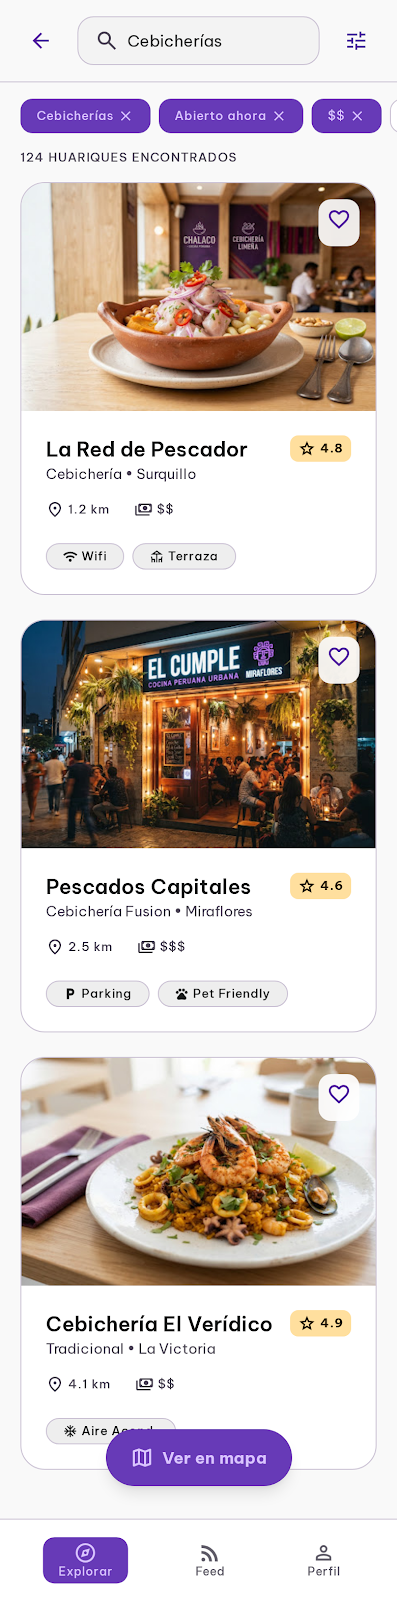 Cebicherías
Cebicherías
Abierto ahora
$$
124 HUARIQUES ENCONTRADOS
CHALACO
CEBICHERÍA
LIMEÑA
La Red de Pescador
4.8
Cebichería • Surquillo
1.2 km
$$
Wifi
Terraza
EL CUMPLE
COCINA PERUANA URBANA
MIRAFLORES
Pescados Capitales
4.6
Cebichería Fusion • Miraflores
2.5 km
$$$
P Parking
Pet Friendly
Cebichería El Verídico
4.9
Tradicional • La Victoria
4.1 km
$$
Aire
Ver en mapa
Explorar
Feed
Perfil